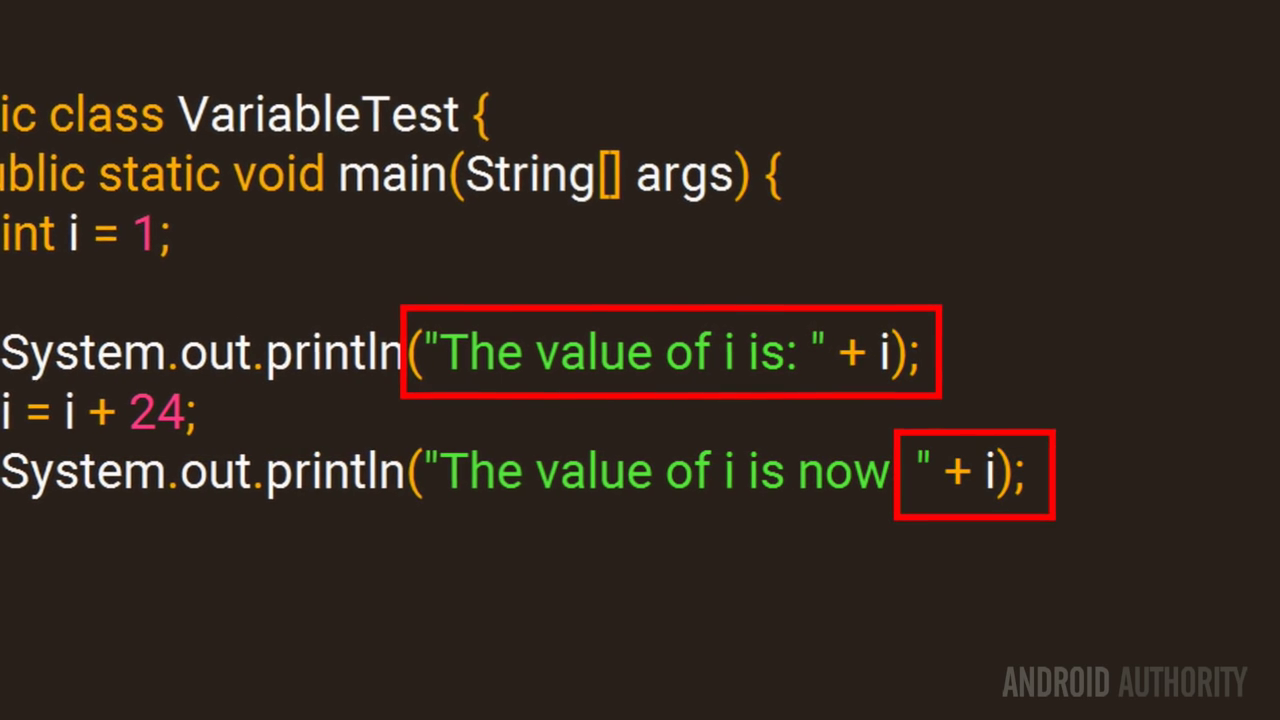 ic class VariableTest {
ublic static void main(String[] args) {
int i = 1;
System.out.println("The value of i is: " + i);
i = i + 24;
System.out.println("The value of i is now " + i);
ANDROID AUTHORITY